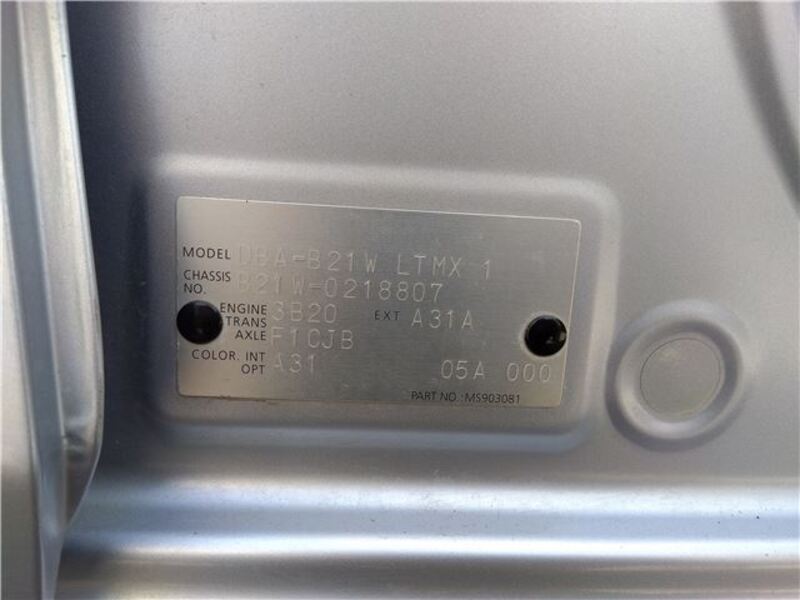 MODEL DBA-B21W LTMX 1
CHASSIS NO. B21W-0218807
ENGINE 3B20 EXT A31A
TRANS AXLE F1CJB
COLOR. INT OPT A31 05A 000
PART NO : MS903081